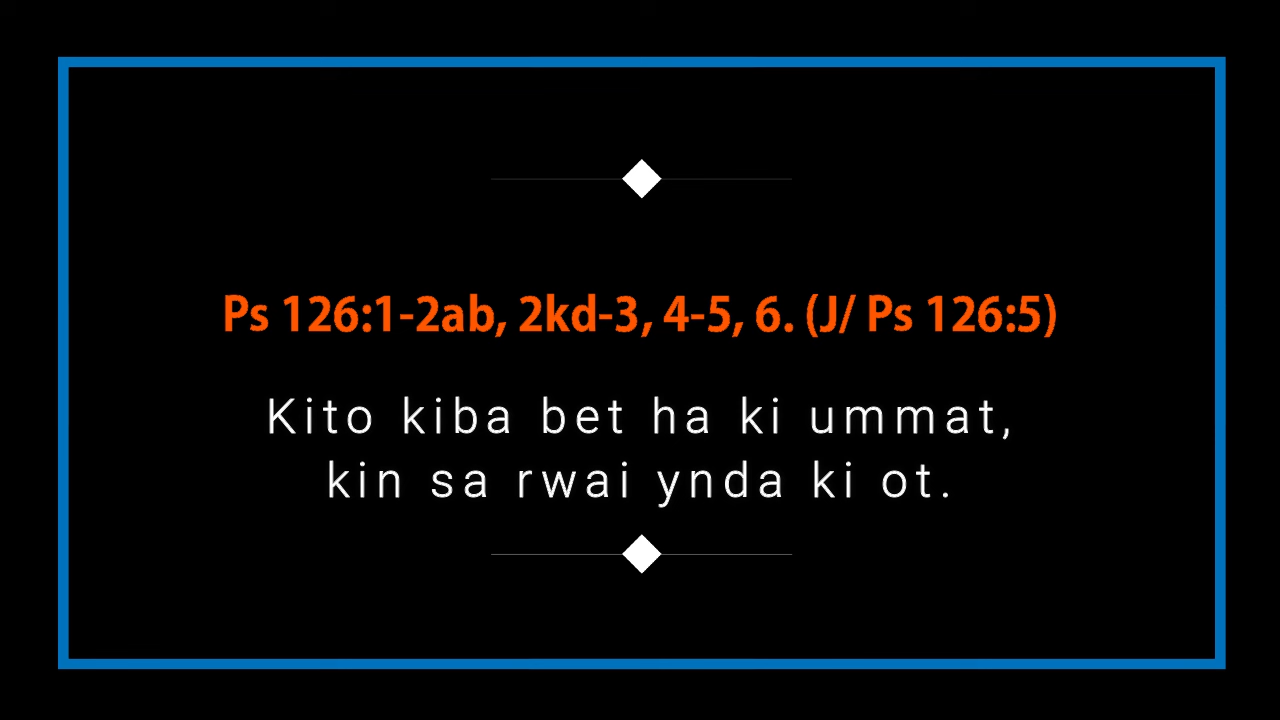 Ps 126:1-2ab, 2kd-3, 4-5, 6. (J/ Ps 126:5)
Kito kiba bet ha ki ummat,
kin sa rwai ynda ki ot.